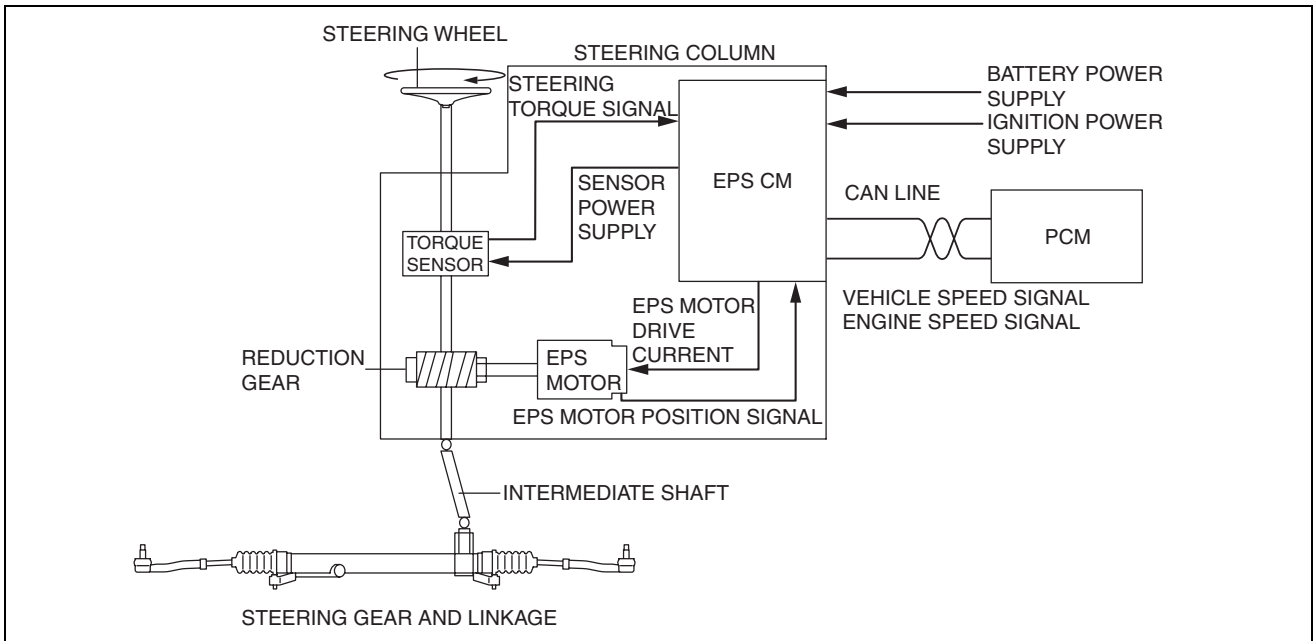 STEERING WHEEL
STEERING COLUMN
STEERING
TORQUE SIGNAL
BATTERY POWER
SUPPLY
IGNITION POWER
SUPPLY
SENSOR
POWER
SUPPLY
EPS CM
CAN LINE
PCM
TORQUE
SENSOR
VEHICLE SPEED SIGNAL
ENGINE SPEED SIGNAL
EPS MOTOR
DRIVE
CURRENT
REDUCTION
GEAR
EPS
MOTOR
EPS MOTOR POSITION SIGNAL
INTERMEDIATE SHAFT
STEERING GEAR AND LINKAGE